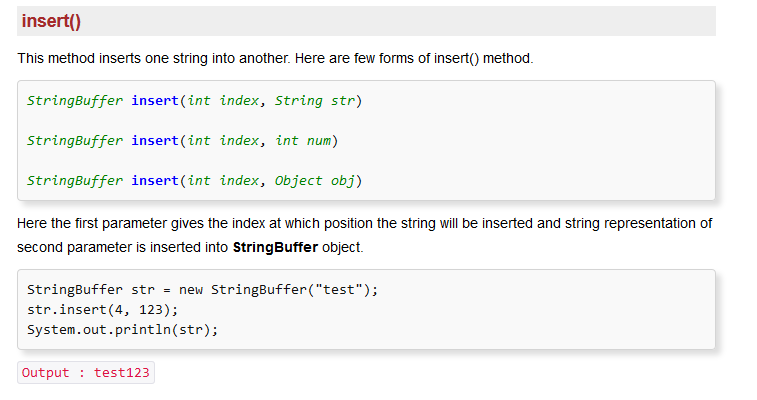 insert()
This method inserts one string into another. Here are few forms of insert() method.
StringBuffer insert(int index, String str)
StringBuffer insert(int index, int num)
StringBuffer insert(int index, Object obj)
Here the first parameter gives the index at which position the string will be inserted and string representation of
second parameter is inserted into StringBuffer object.
StringBuffer str = new StringBuffer("test");
str.insert(4, 123);
System.out.println(str);
Output : test123